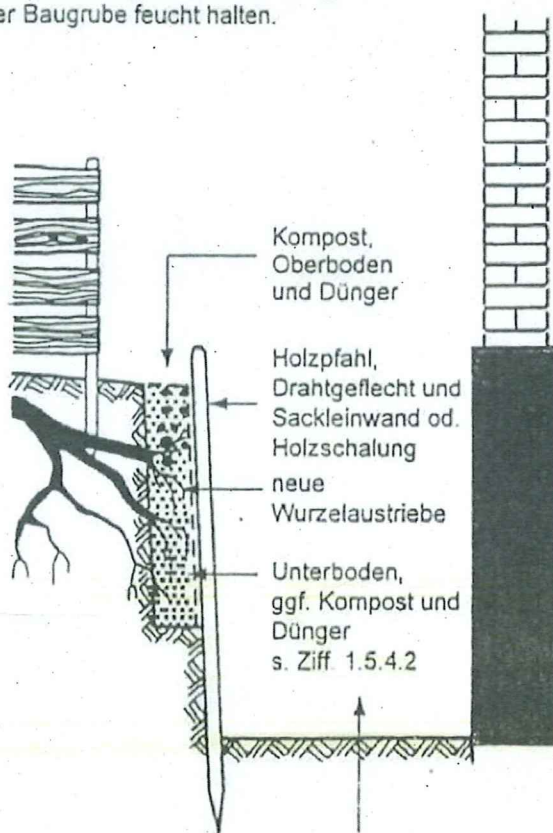 er Baugrube feucht halten.
Kompost,
Oberboden
und Dünger
Holzpfahl,
Drahtgeflecht und
Sackleinwand od.
Holzschalung
neue
Wurzelaustriebe
Unterboden,
ggf. Kompost und
Dünger
s. Ziff. 1.5.4.2